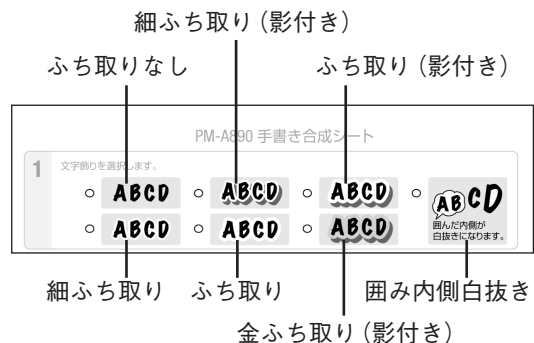 細ふち取り(影付き)
ふち取りなし ふち取り(影付き)
PM-A890 手書き合成シート
1 文字飾りを選択します。
ABCD ABCD ABCD ABCD
囲んだ内側が
白抜きになります。
ABCD ABCD ABCD
細ふち取り ふち取り 囲み内側白抜き
金ふち取り(影付き)